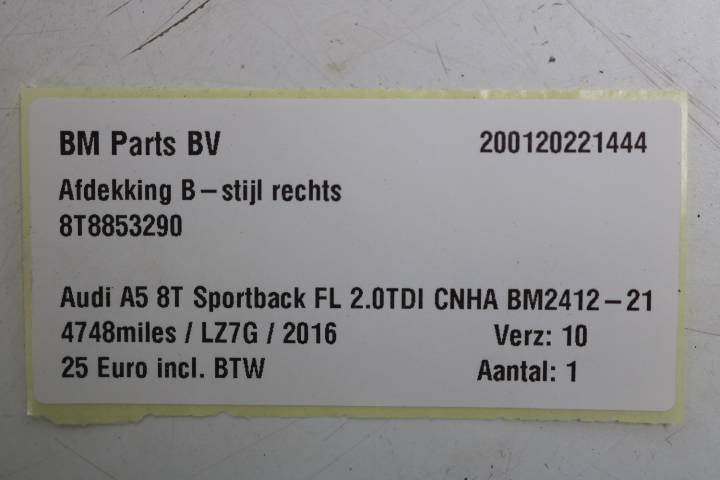 BM Parts BV 200120221444
Afdekking B-stijl rechts
8T8853290
Audi A5 8T Sportback FL 2.0TDI CNHA BM2412-21
4748miles / LZ7G / 2016 Verz: 10
25 Euro incl. BTW Aantal: 1